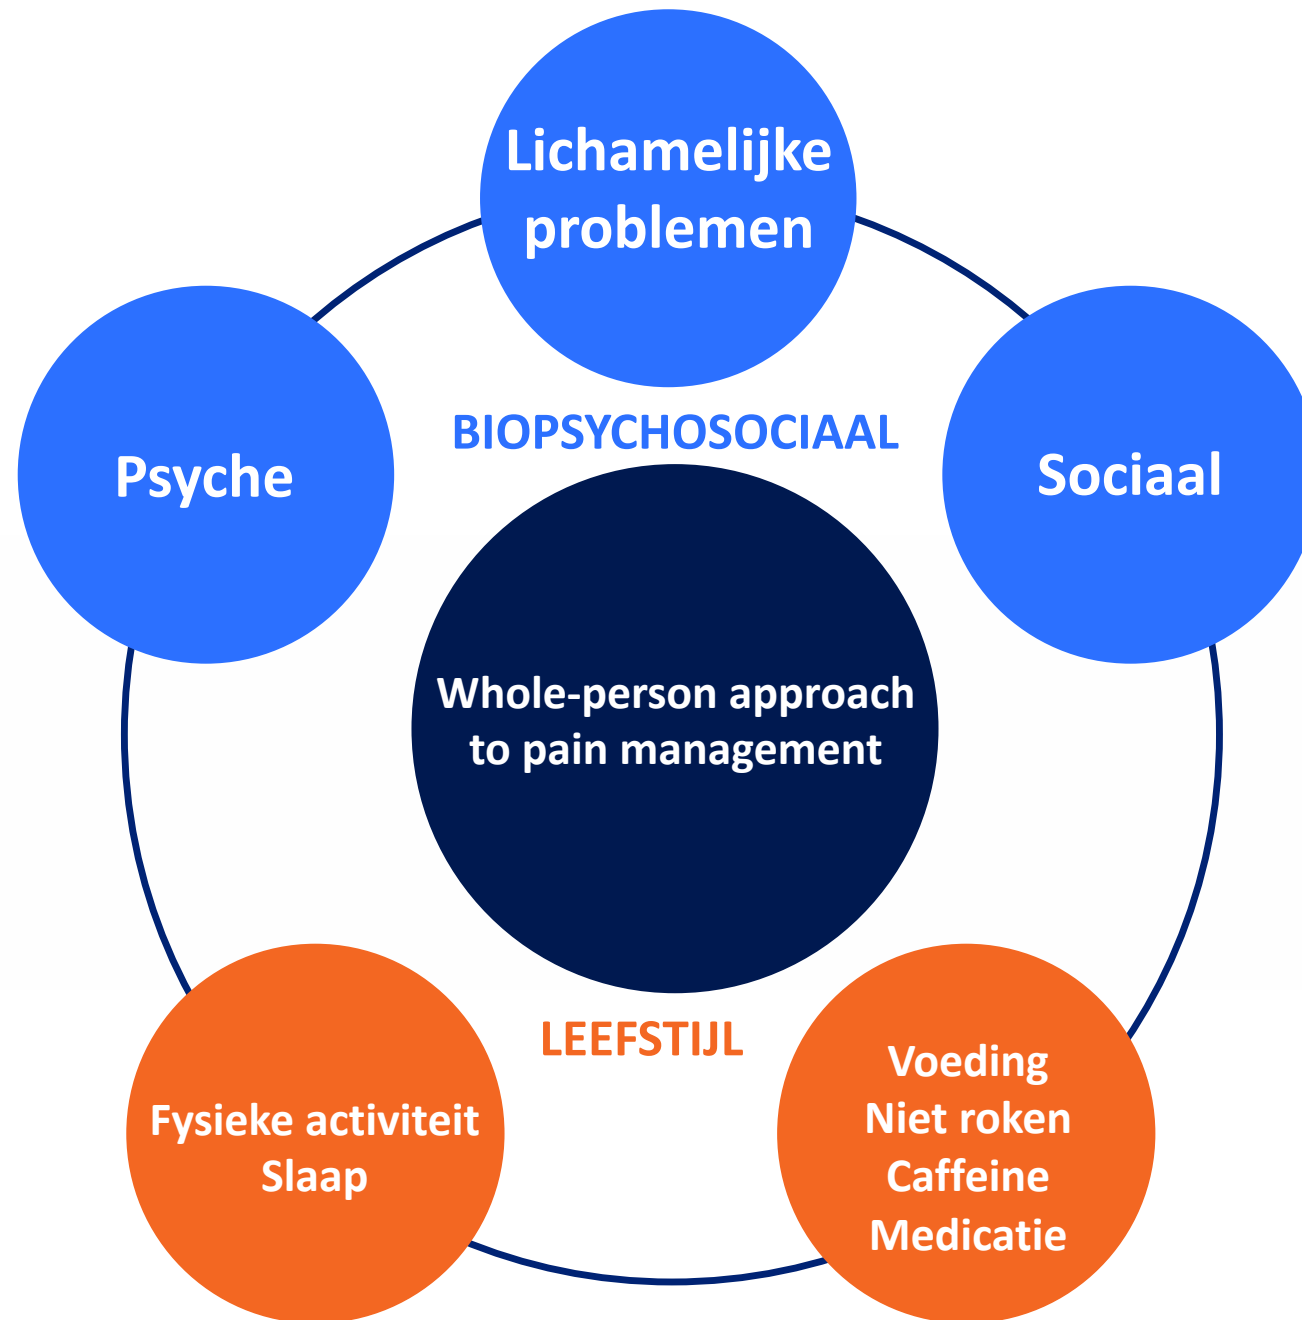 Lichamelijke
problemen
Psyche
BIOPSYCHOSOCIAAL
Sociaal
Whole-person approach
to pain management
LEEFSTIJL
Fysieke activiteit
Slaap
Voeding
Niet roken
Caffeine
Medicatie